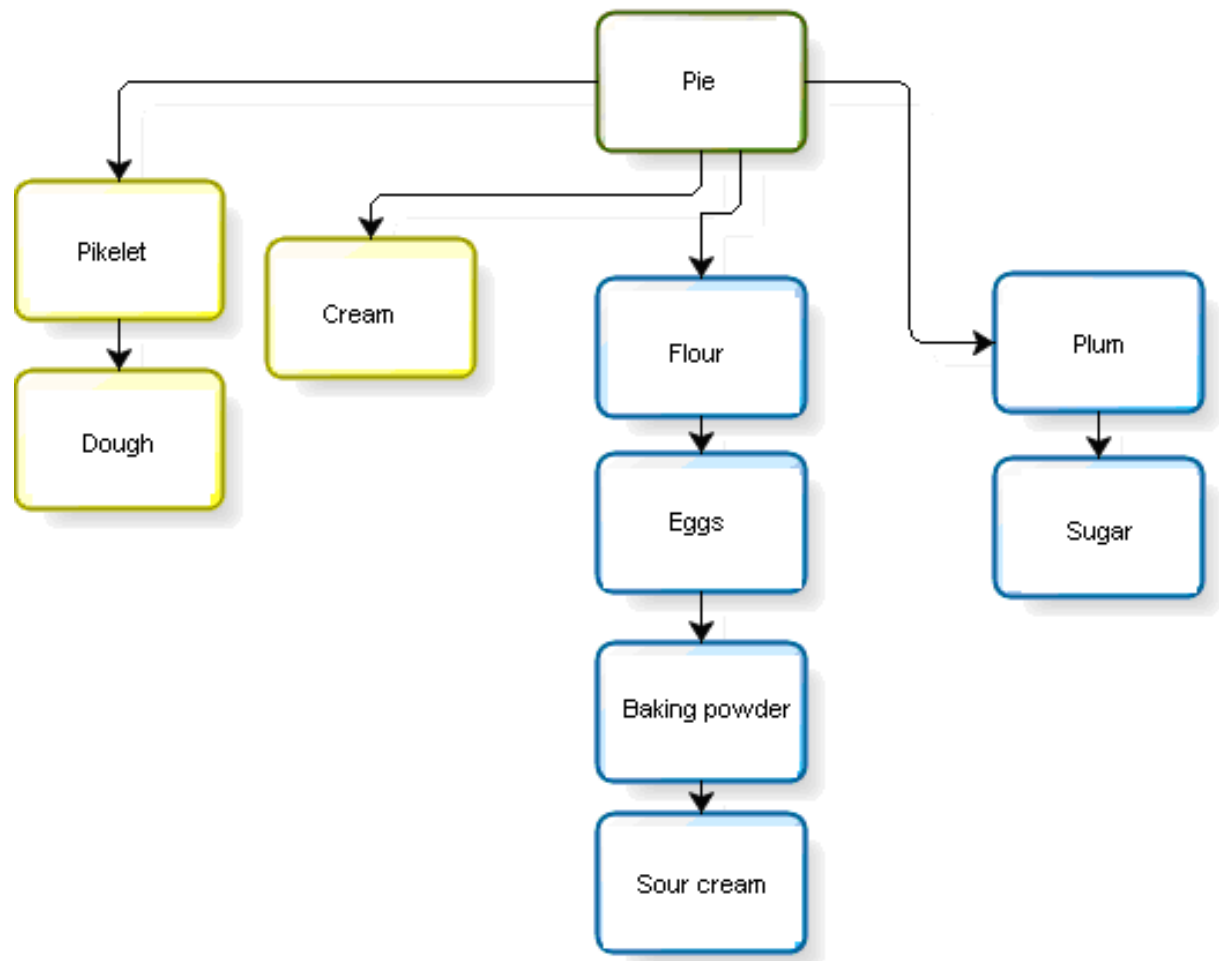 Pie
Pikelet
Cream
Flour
Plum
Dough
Eggs
Sugar
Baking powder
Sour cream